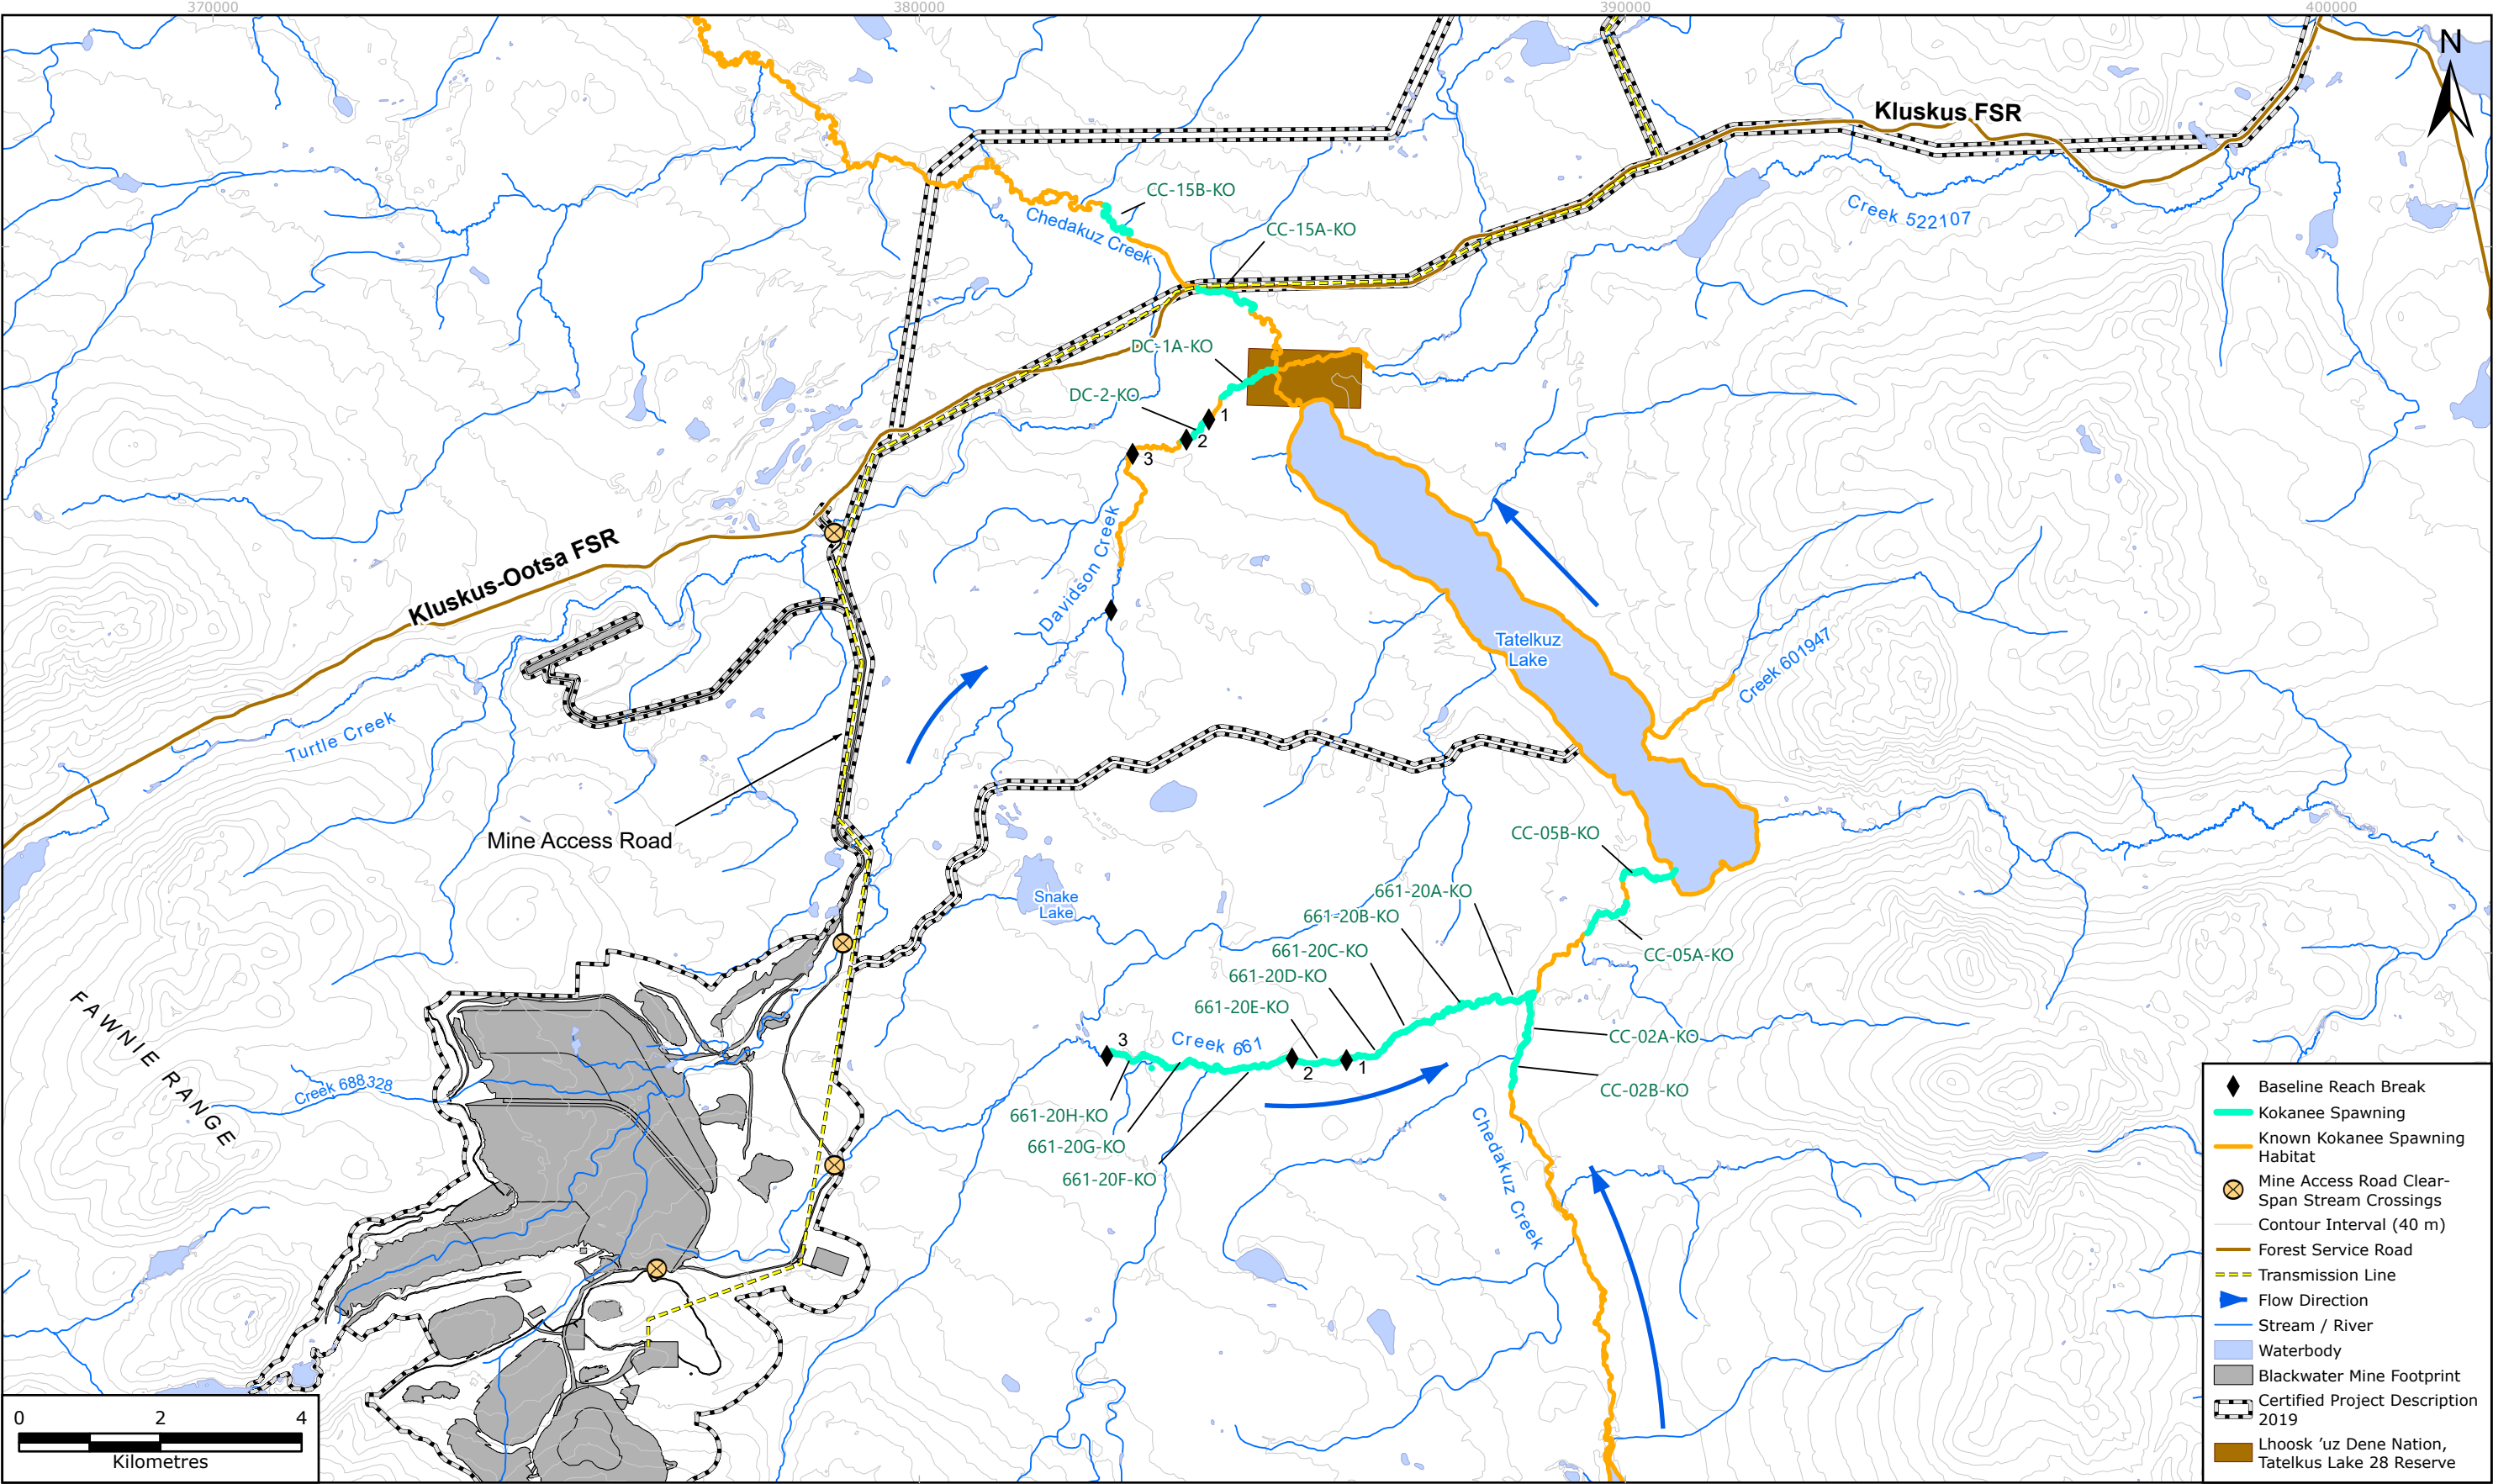 370000
380000
390000
400000
N
Kluskus FSR
CC-15B-KO
Creek 522107
Chedakuz Creek
CC-15A-KO
DC-1A-KO
DC-2-KO
1
2
3
Kluskus-Ootsa FSR
Davidson Creek
Tatelkuz
Lake
Creek 601947
Turtle Creek
Mine Access Road
CC-05B-KO
Snake
Lake
661-20A-KO
661-20B-KO
661-20C-KO
CC-05A-KO
661-20D-KO
661-20E-KO
FAWNIE RANGE
CC-02A-KO
3
Creek 661
2
1
Creek 688328
CC-02B-KO
661-20H-KO
661-20G-KO
661-20F-KO
Chedakuz Creek
Baseline Reach Break
Kokanee Spawning
Known Kokanee Spawning
Habitat
Mine Access Road Clear-
Span Stream Crossings
Contour Interval (40 m)
Forest Service Road
Transmission Line
Flow Direction
Stream / River
Waterbody
Blackwater Mine Footprint
Certified Project Description
2019
Lhoosk ’uz Dene Nation,
Tatelkus Lake 28 Reserve
0 2 4
Kilometres